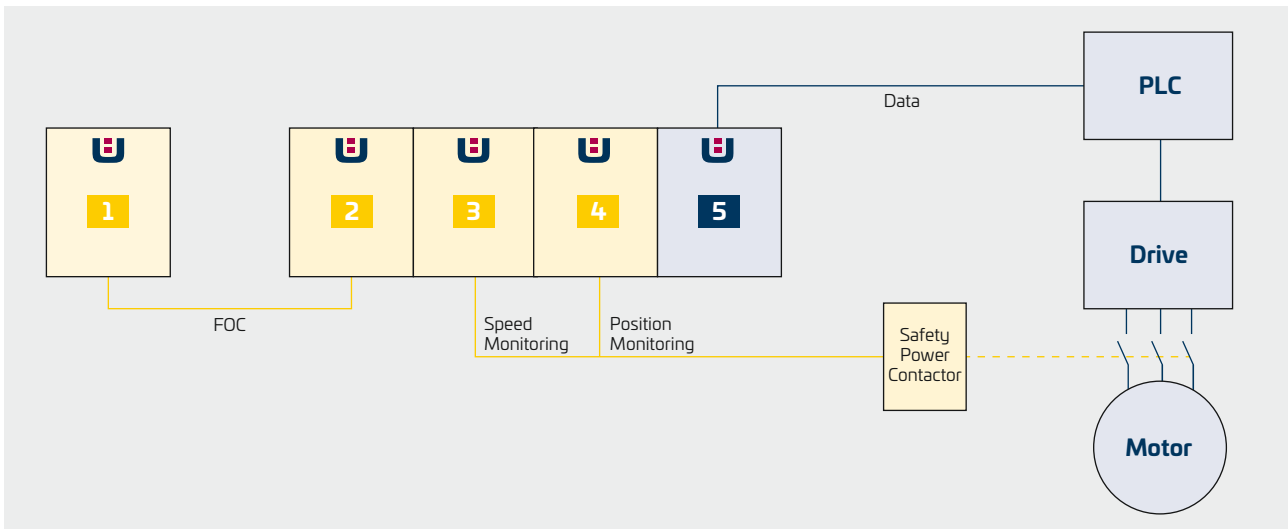 PLC
Data
1
2
3
4
5
Drive
FOC
Speed
Monitoring
Position
Monitoring
Safety
Power
Contactor
Motor